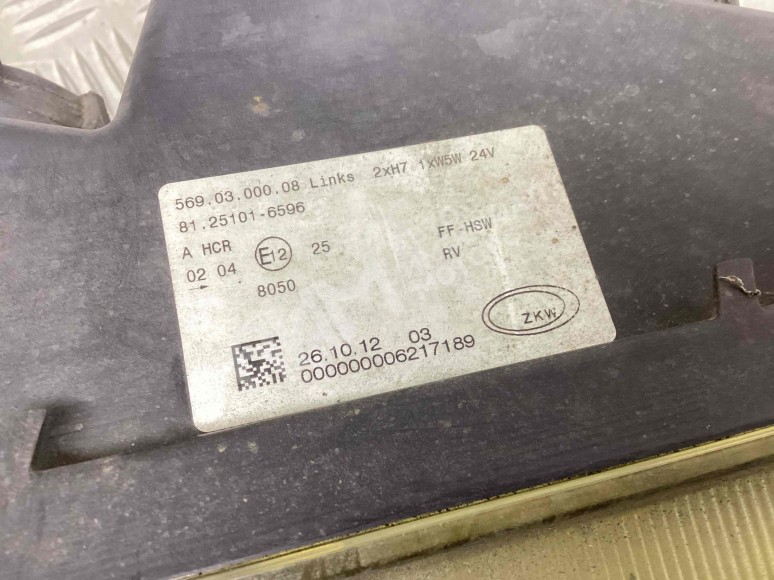 569.03.000.08 Links 2xH7 1xW5W 24V
81.25101-6596
A HCR E12 25 FF-HSW
02 04 RV
8050
ZKW
26.10.12 03
000000006217189